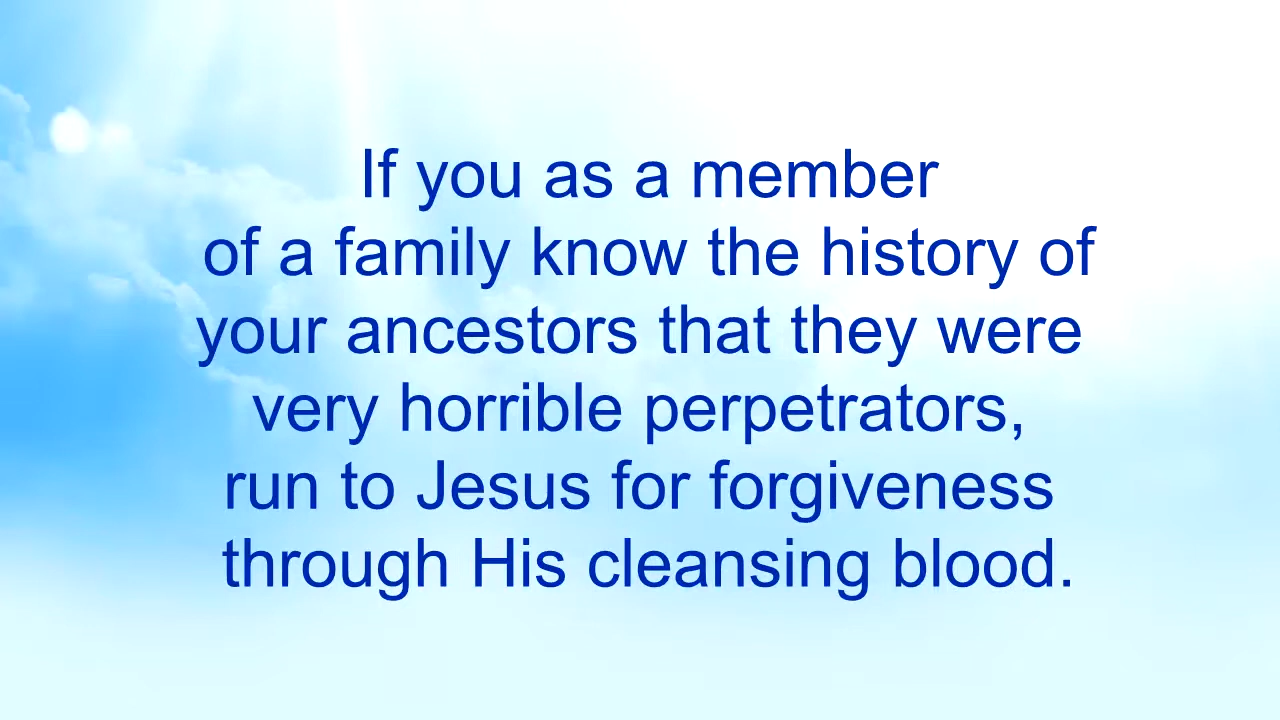 If you as a member
of a family know the history of
your ancestors that they were
very horrible perpetrators,
run to Jesus for forgiveness
through His cleansing blood.